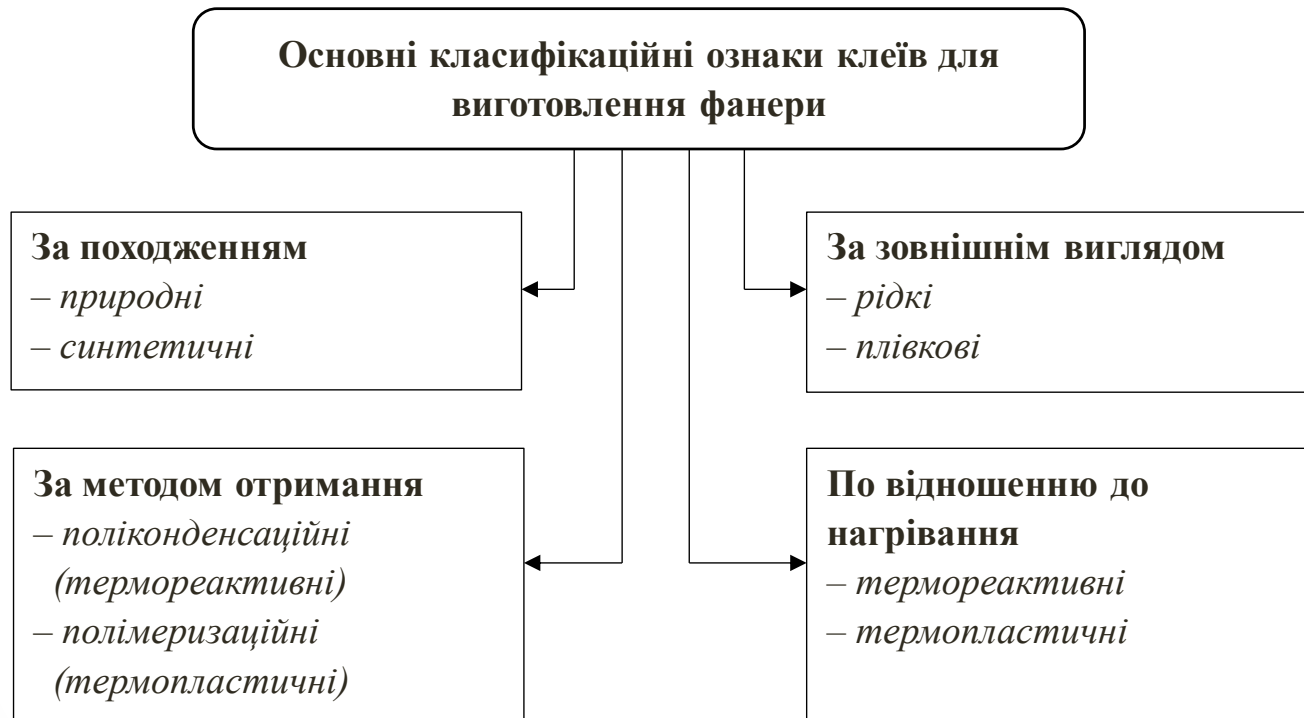 Основні класифікаційні ознаки клеїв для
виготовлення фанери
За походженням
– природні
– синтетичні
За зовнішнім виглядом
– рідкі
– плівкові
За методом отримання
– поліконденсаційні
(термореактивні)
– полімеризаційні
(термопластичні)
По відношенню до
нагрівання
– термореактивні
– термопластичні